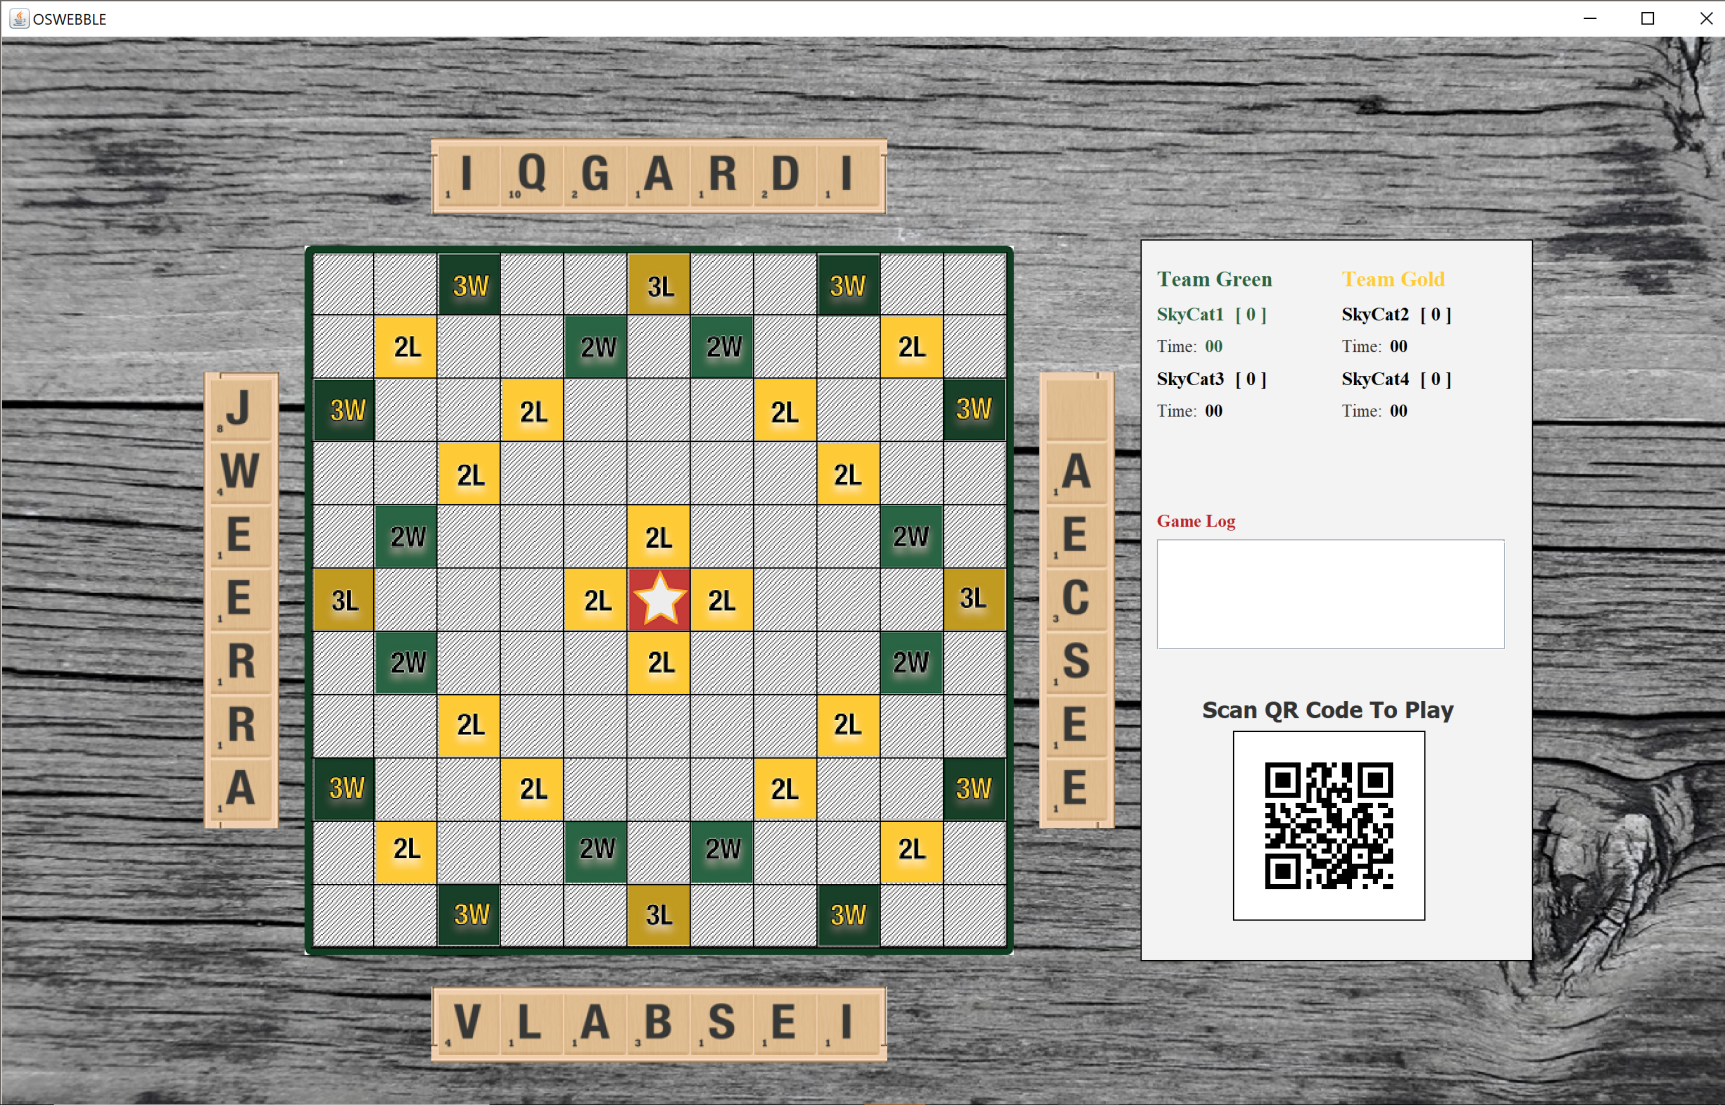 OSWEBBLE
I Q G A R D I
1 10 2 1 1 2 1
3W 3L 3W
2L 2W 2W 2L
3W 2L 2L 3W
2L 2L
2W 2L 2W
3L 2L 2L 3L
2W 2L 2W
2L 2L
3W 2L 2L 3W
2L 2W 2W 2L
3W 3L 3W
J
8
W
4
E
1
E
1
R
1
R
1
A
1
A
1
E
1
C
3
S
1
E
1
E
1
V L A B S E I
4 1 1 3 1 1 1
Team Green Team Gold
SkyCat1 [ 0 ] SkyCat2 [ 0 ]
Time: 00 Time: 00
SkyCat3 [ 0 ] SkyCat4 [ 0 ]
Time: 00 Time: 00
Game Log
Scan QR Code To Play